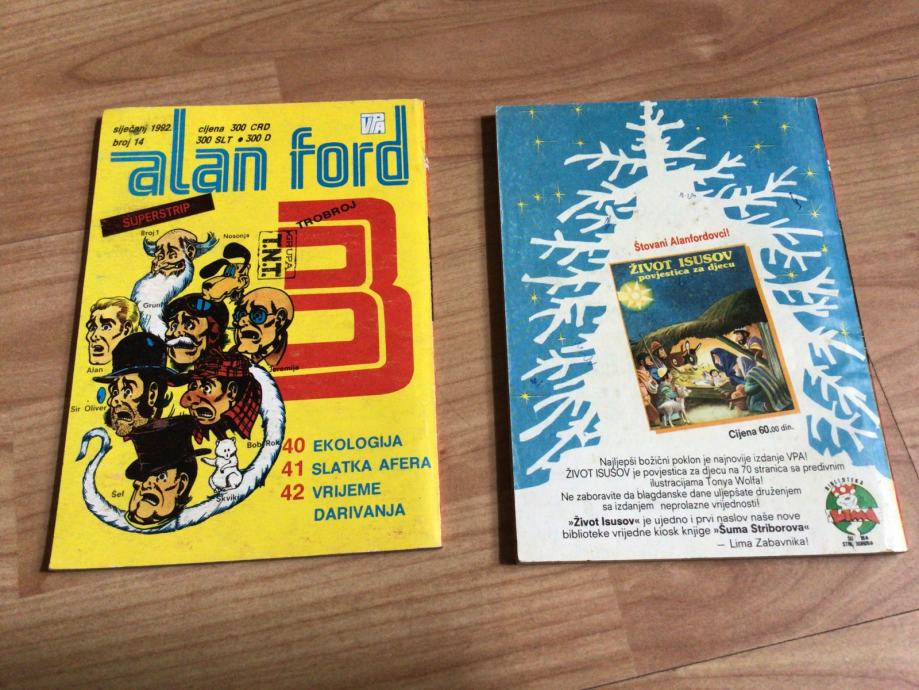 siječanj 1992. cijena 300 CRD
broj 14 300 SLT • 300 D
VPA
alan ford
SUPERSTRIP
TROBROJ
3
GRUPA
T.N.T.
Broj 1
Nosonja
Grunf
Alan
Jeremija
Sir Oliver
Bob Rok
Šef
Skviki
40 EKOLOGIJA
41 SLATKA AFERA
42 VRIJEME
DARIVANJA
Štovani Alanfordovci!
ŽIVOT ISUSOV
povjestica za djecu
Cijena 60.00 din.
Najljepši božićni poklon je najnovije izdanje VPA!
ŽIVOT ISUSOV je povjestica za djecu na 70 stranica sa predivnim
ilustracijama Tonya Wolfa!
Ne zaboravite da blagdanske dane uljepšate druženjem
sa izdanjem neprolazne vrijednosti!
»Život Isusov« je ujedno i prvi naslov naše nove
biblioteke vrijedne kiosk knjige »Šuma Striborova«
– Lima Zabavnika!
BIBLIOTEKA